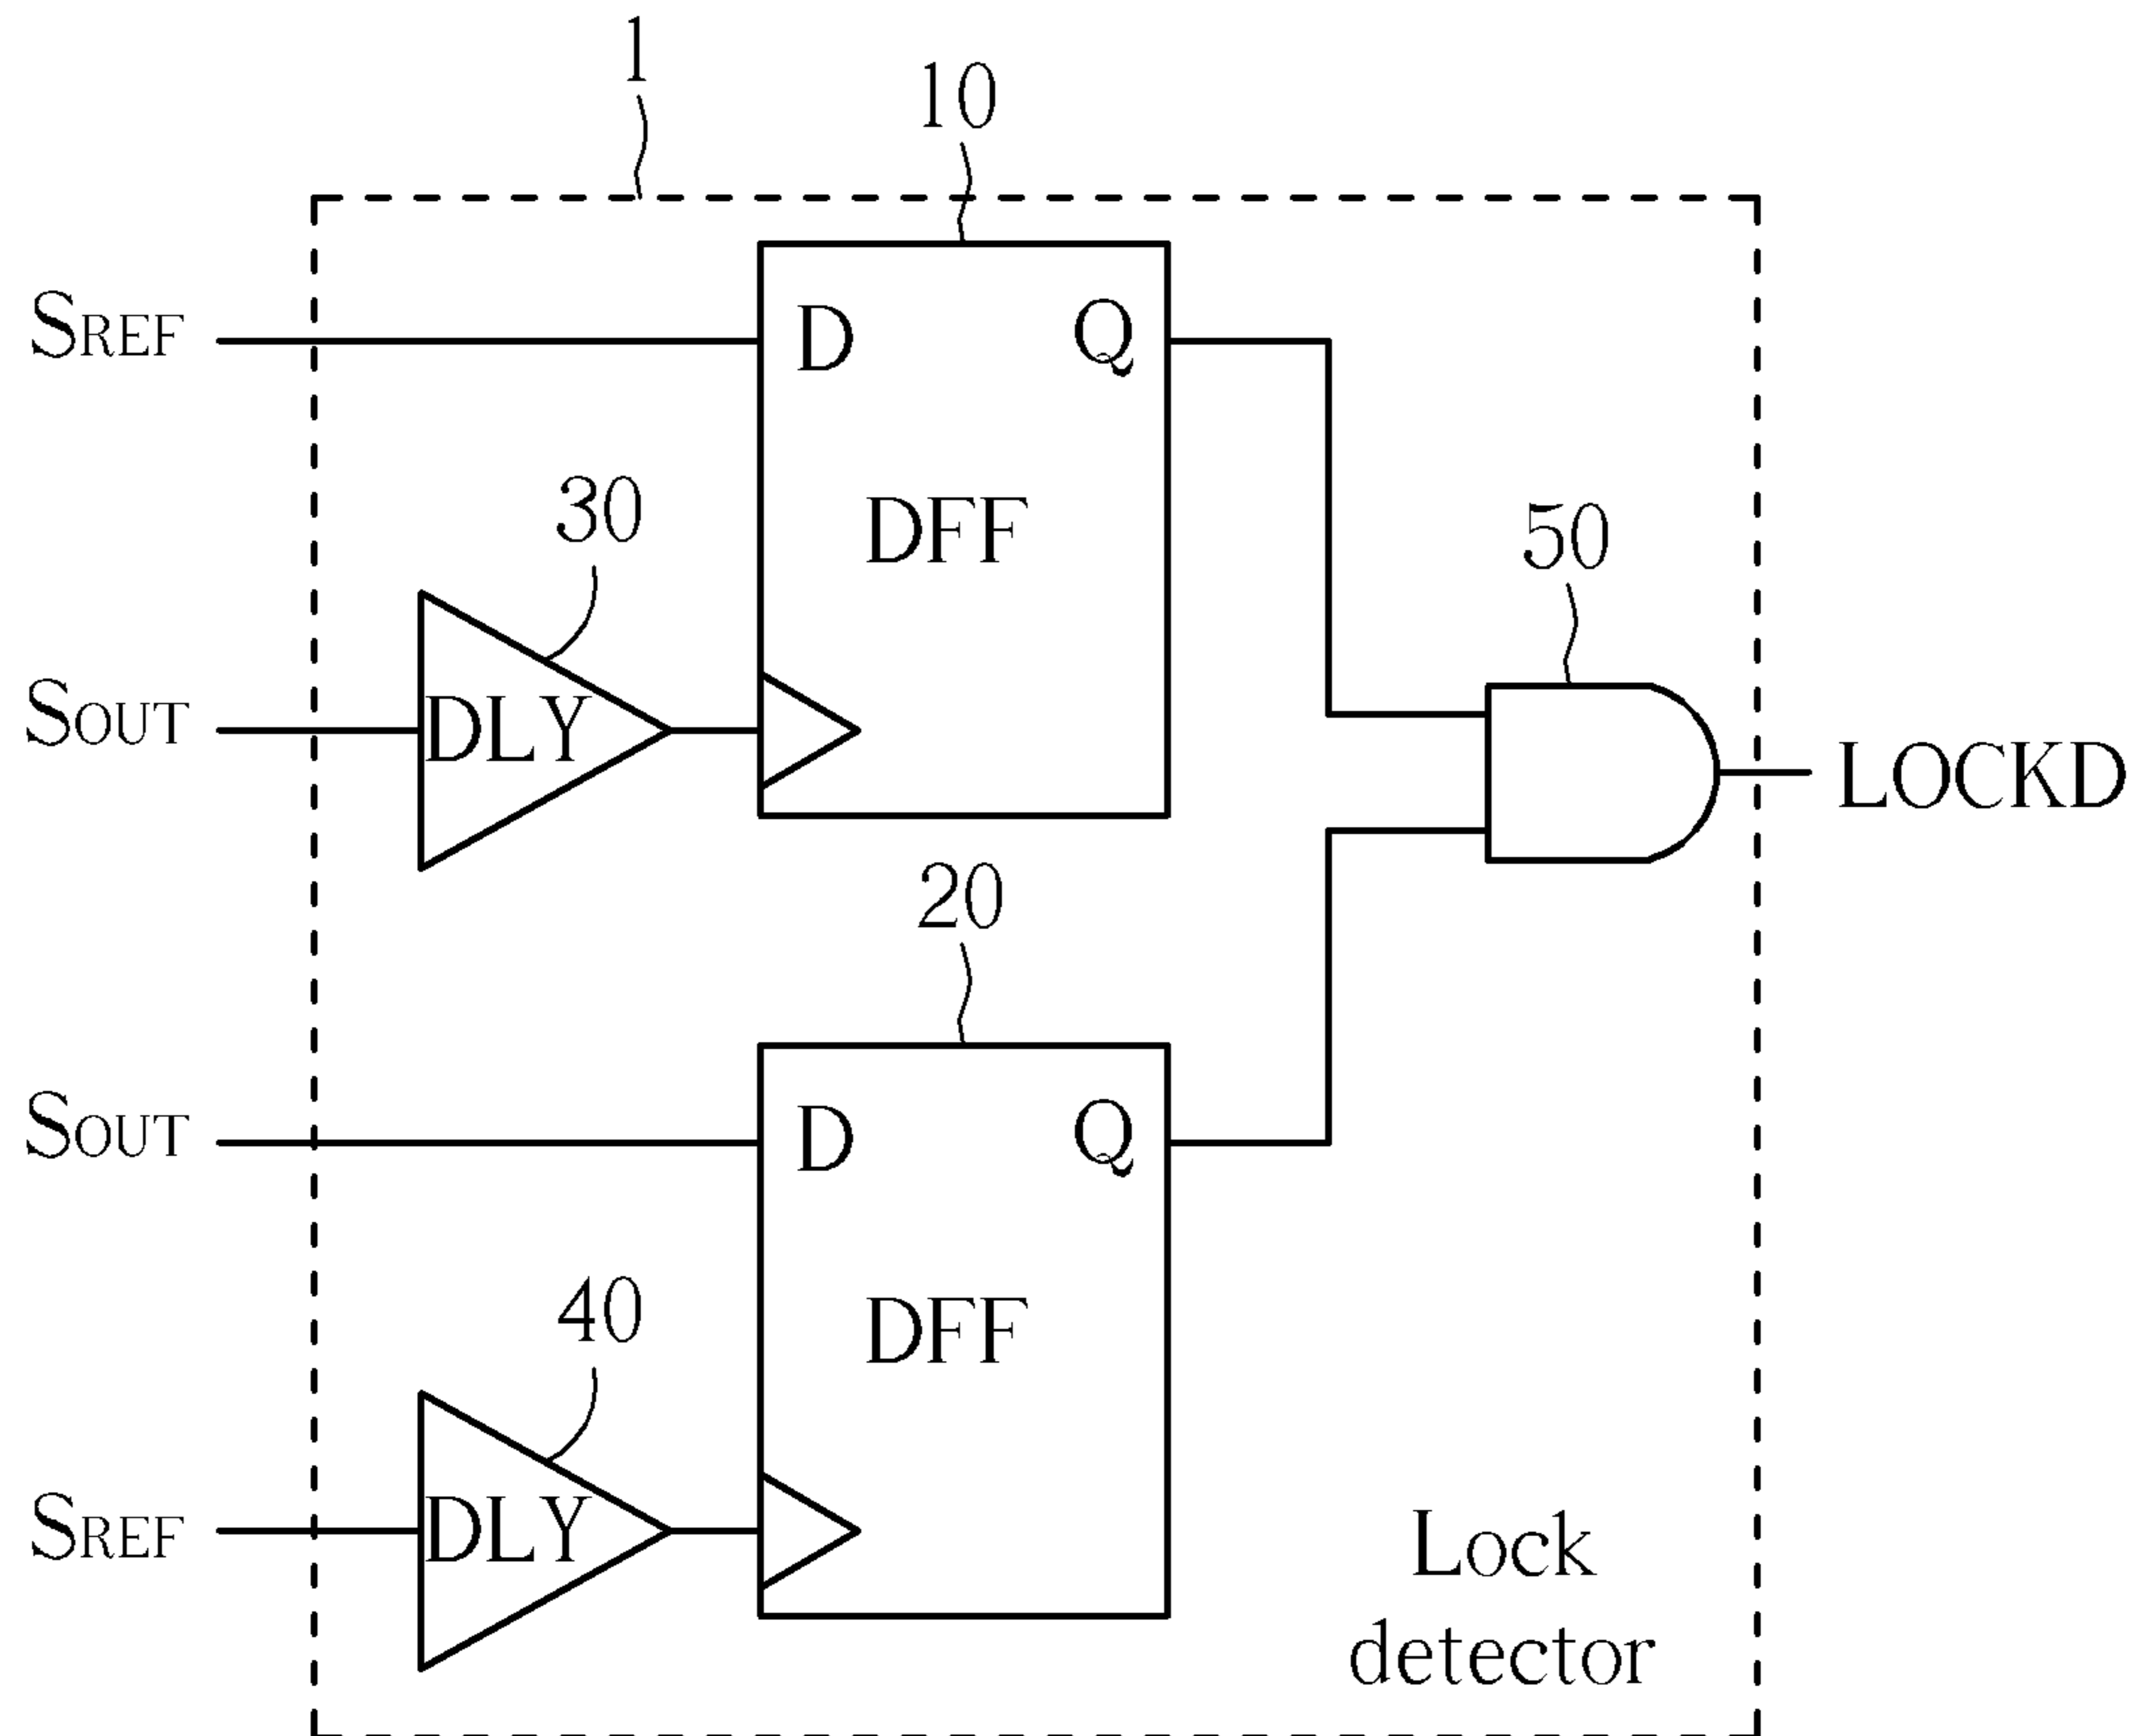 1
10
SREF
D
Q
30
DFF
50
SOUT
DLY
LOCKD
20
SOUT
D
Q
40
DFF
SREF
DLY
Lock
detector